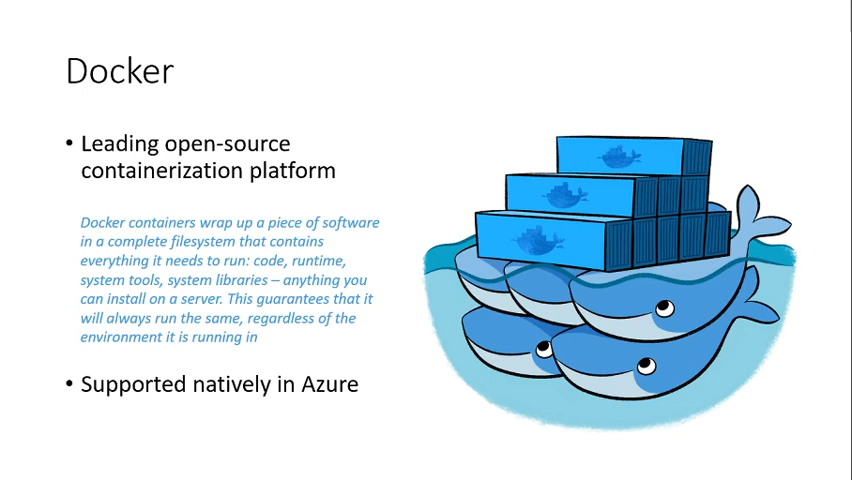 Docker
• Leading open-source
containerization platform
Docker containers wrap up a piece of software
in a complete filesystem that contains
everything it needs to run: code, runtime,
system tools, system libraries – anything you
can install on a server. This guarantees that it
will always run the same, regardless of the
environment it is running in
• Supported natively in Azure